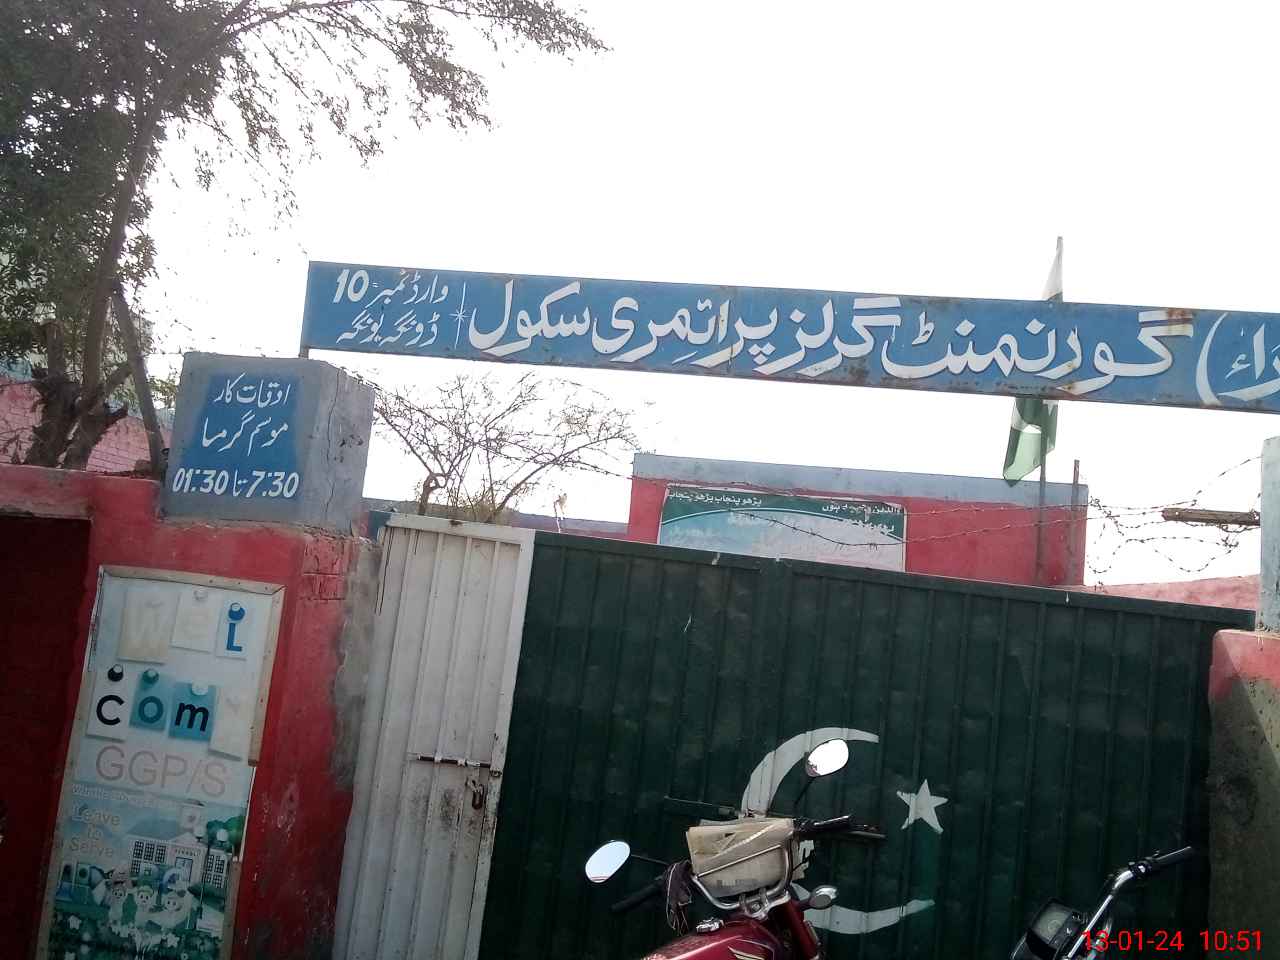 گورنمنٹ گرلز پرائمری سکول
وارڈ نمبر 10
ڈونگہ بونگہ
اوقات کار
موسم گرما
7:30 تا 01:30
پڑھو پنجاب بڑھو پنجاب
WEL
COM
GGP/S
Leave
to
Serve
SCHOOL
13-01-24 10:51